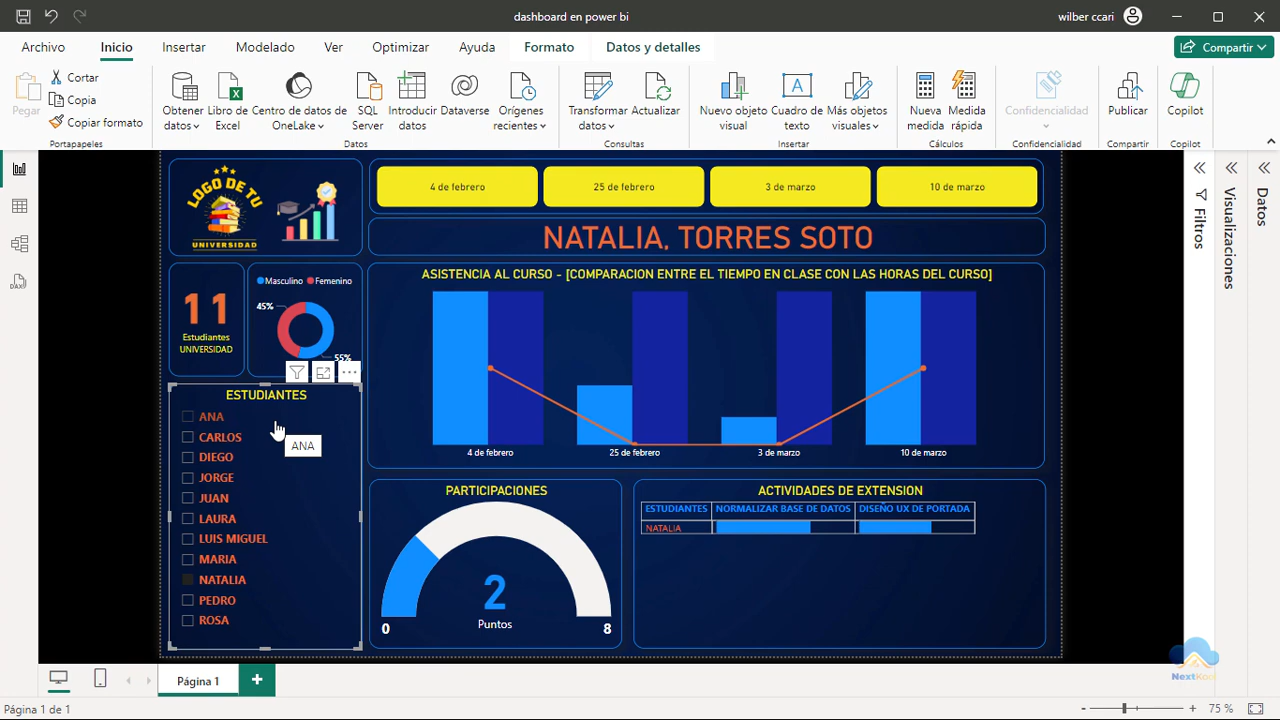 dashboard en power bi
wilber ccari
Archivo
Inicio
Insertar
Modelado
Ver
Optimizar
Ayuda
Formato
Datos y detalles
Compartir
Pegar
Cortar
Copia
Copiar formato
Portapapeles
Obtener datos
Libro de Excel
Centro de datos de OneLake
SQL Server
Introducir datos
Dataverse
Orígenes recientes
Datos
Transformar datos
Actualizar
Consultas
Nuevo objeto visual
Cuadro de texto
Más objetos visuales
Insertar
Nueva medida
Medida rápida
Cálculos
Confidencialidad
Confidencialidad
Publicar
Compartir
Copilot
Copilot
LOGO DE TU
UNIVERSIDAD
4 de febrero
25 de febrero
3 de marzo
10 de marzo
NATALIA, TORRES SOTO
11
Estudiantes
UNIVERSIDAD
Masculino
Femenino
45%
55%
ASISTENCIA AL CURSO - [COMPARACION ENTRE EL TIEMPO EN CLASE CON LAS HORAS DEL CURSO]
4 de febrero
25 de febrero
3 de marzo
10 de marzo
ESTUDIANTES
ANA
CARLOS
DIEGO
JORGE
JUAN
LAURA
LUIS MIGUEL
MARIA
NATALIA
PEDRO
ROSA
ANA
PARTICIPACIONES
2
Puntos
0
8
ACTIVIDADES DE EXTENSION
ESTUDIANTES
NORMALIZAR BASE DE DATOS
DISEÑO UX DE PORTADA
NATALIA
Filtros
Visualizaciones
Datos
Página 1
Página 1 de 1
75 %